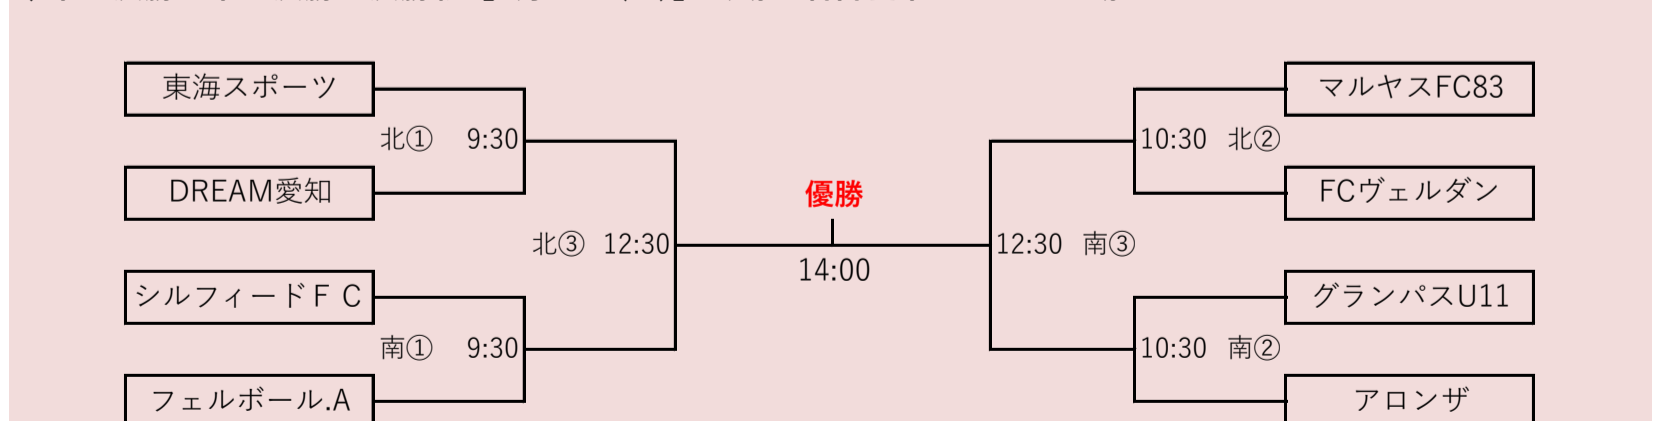 東海スポーツ
マルヤスFC83
北① 9:30
10:30 北②
DREAM愛知
優勝
FCヴェルダン
北③ 12:30
12:30 南③
14:00
シルフィードＦＣ
グランパスU11
南① 9:30
10:30 南②
フェルボール.A
アロンザ